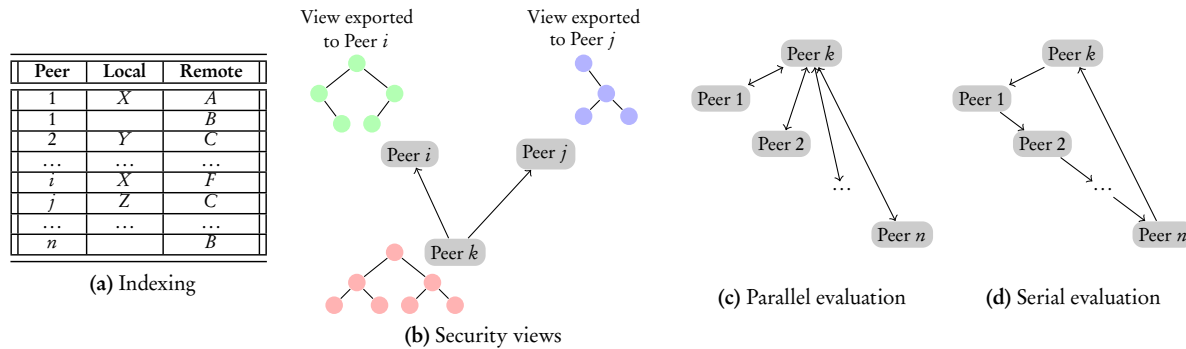 Peer Local Remote
1 X A
1 B
2 Y C
... ... ...
i X F
j Z C
... ... ...
n B
(a) Indexing
View exported
to Peer i
View exported
to Peer j
Peer i
Peer j
Peer k
(b) Security views
Peer k
Peer 1
Peer 2
...
Peer n
(c) Parallel evaluation
Peer k
Peer 1
Peer 2
...
Peer n
(d) Serial evaluation